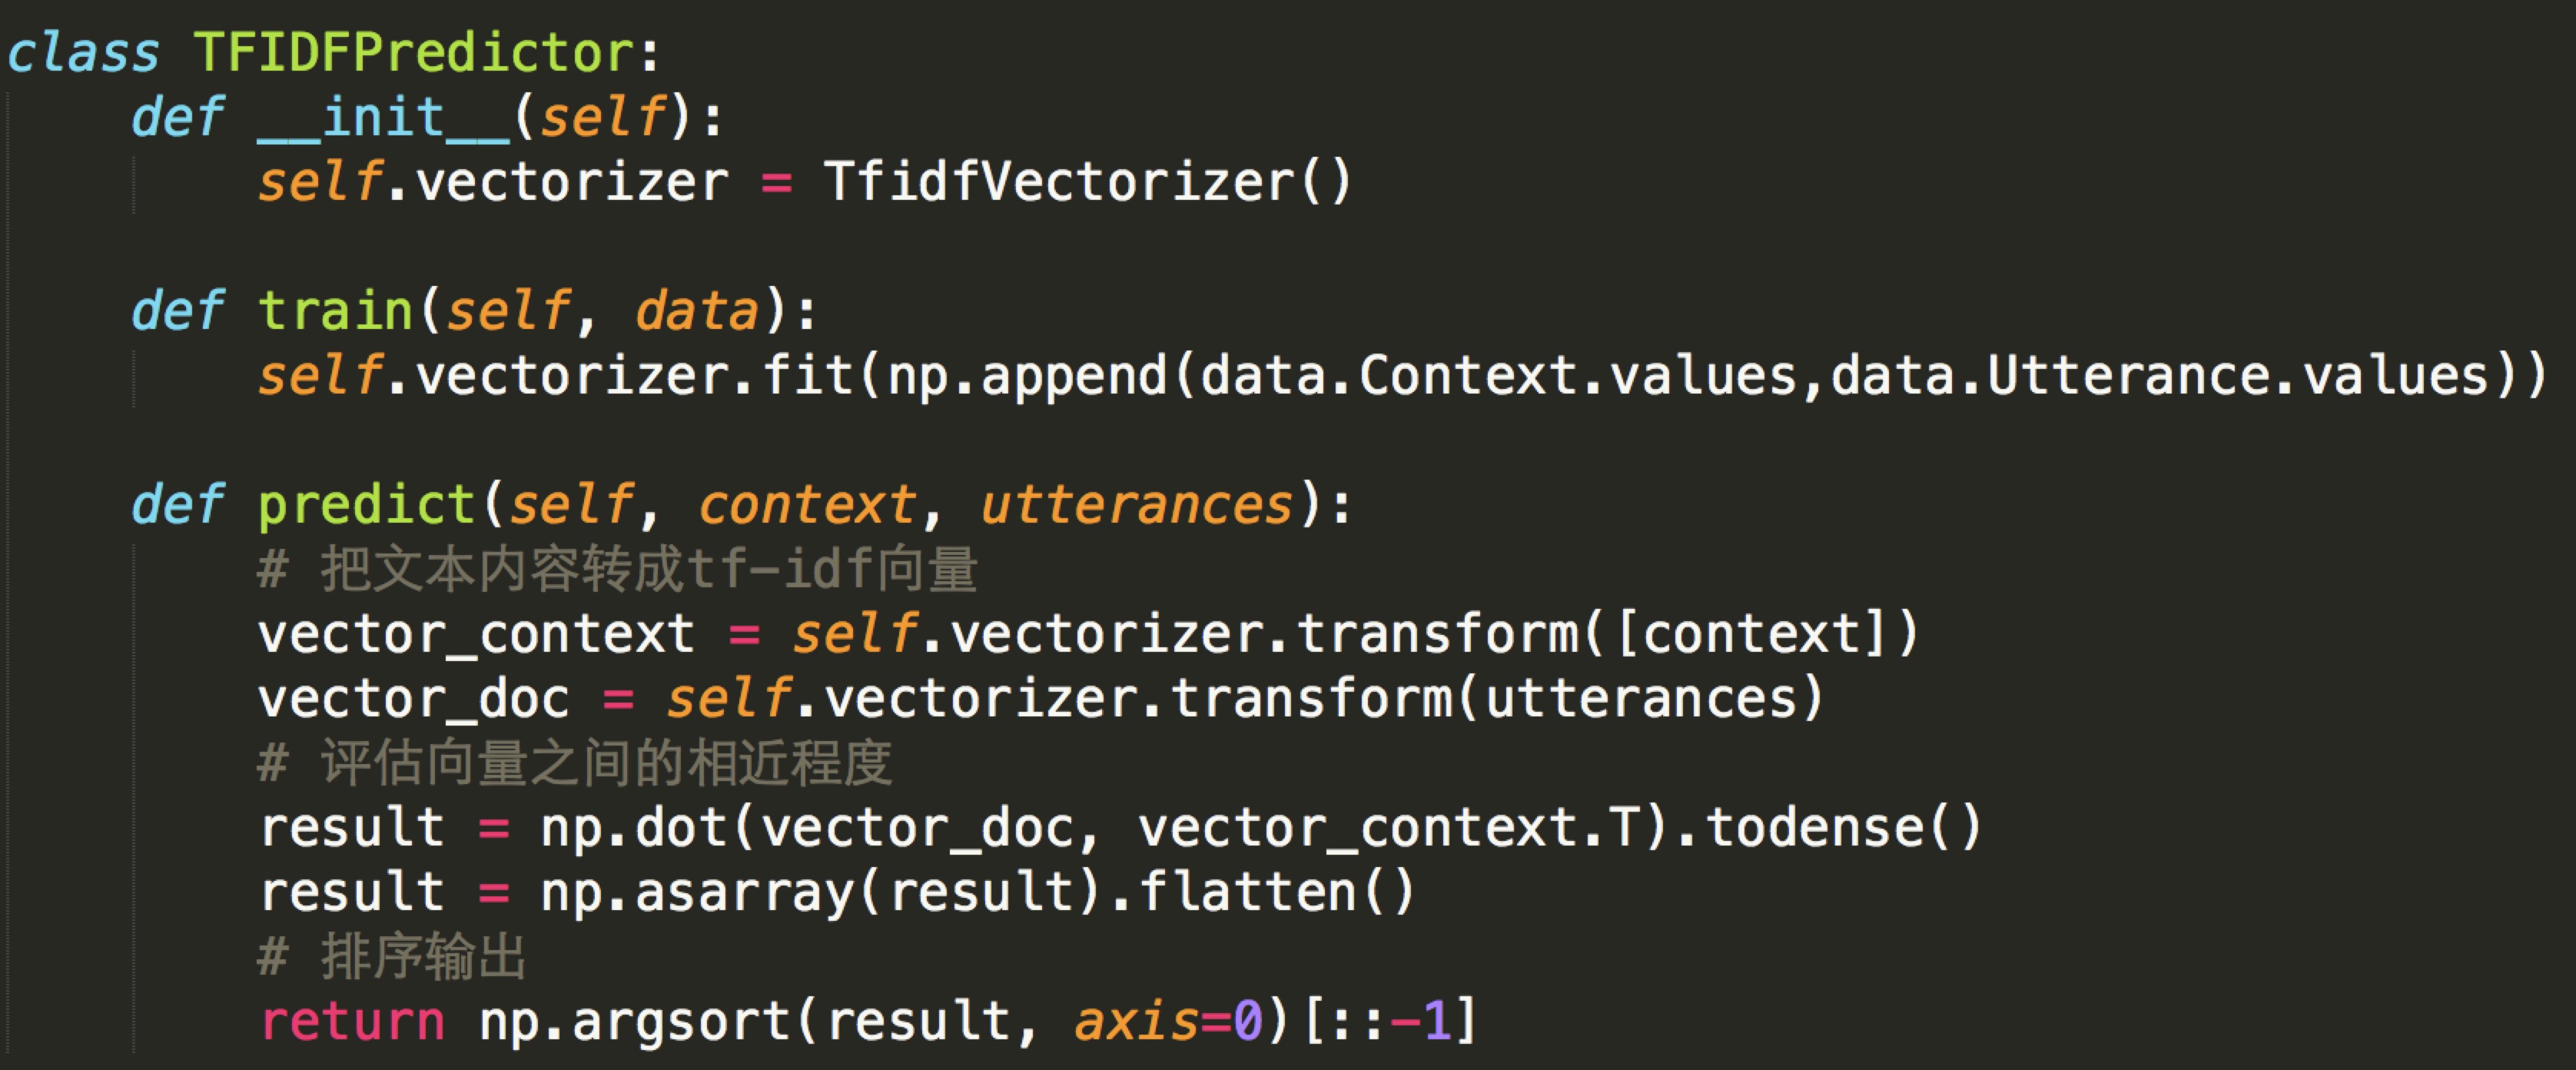 class TFIDFPredictor:
    def __init__(self):
        self.vectorizer = TfidfVectorizer()

    def train(self, data):
        self.vectorizer.fit(np.append(data.Context.values,data.Utterance.values))

    def predict(self, context, utterances):
        # 把文本内容转成tf-idf向量
        vector_context = self.vectorizer.transform([context])
        vector_doc = self.vectorizer.transform(utterances)
        # 评估向量之间的相近程度
        result = np.dot(vector_doc, vector_context.T).todense()
        result = np.asarray(result).flatten()
        # 排序输出
        return np.argsort(result, axis=0)[::-1]